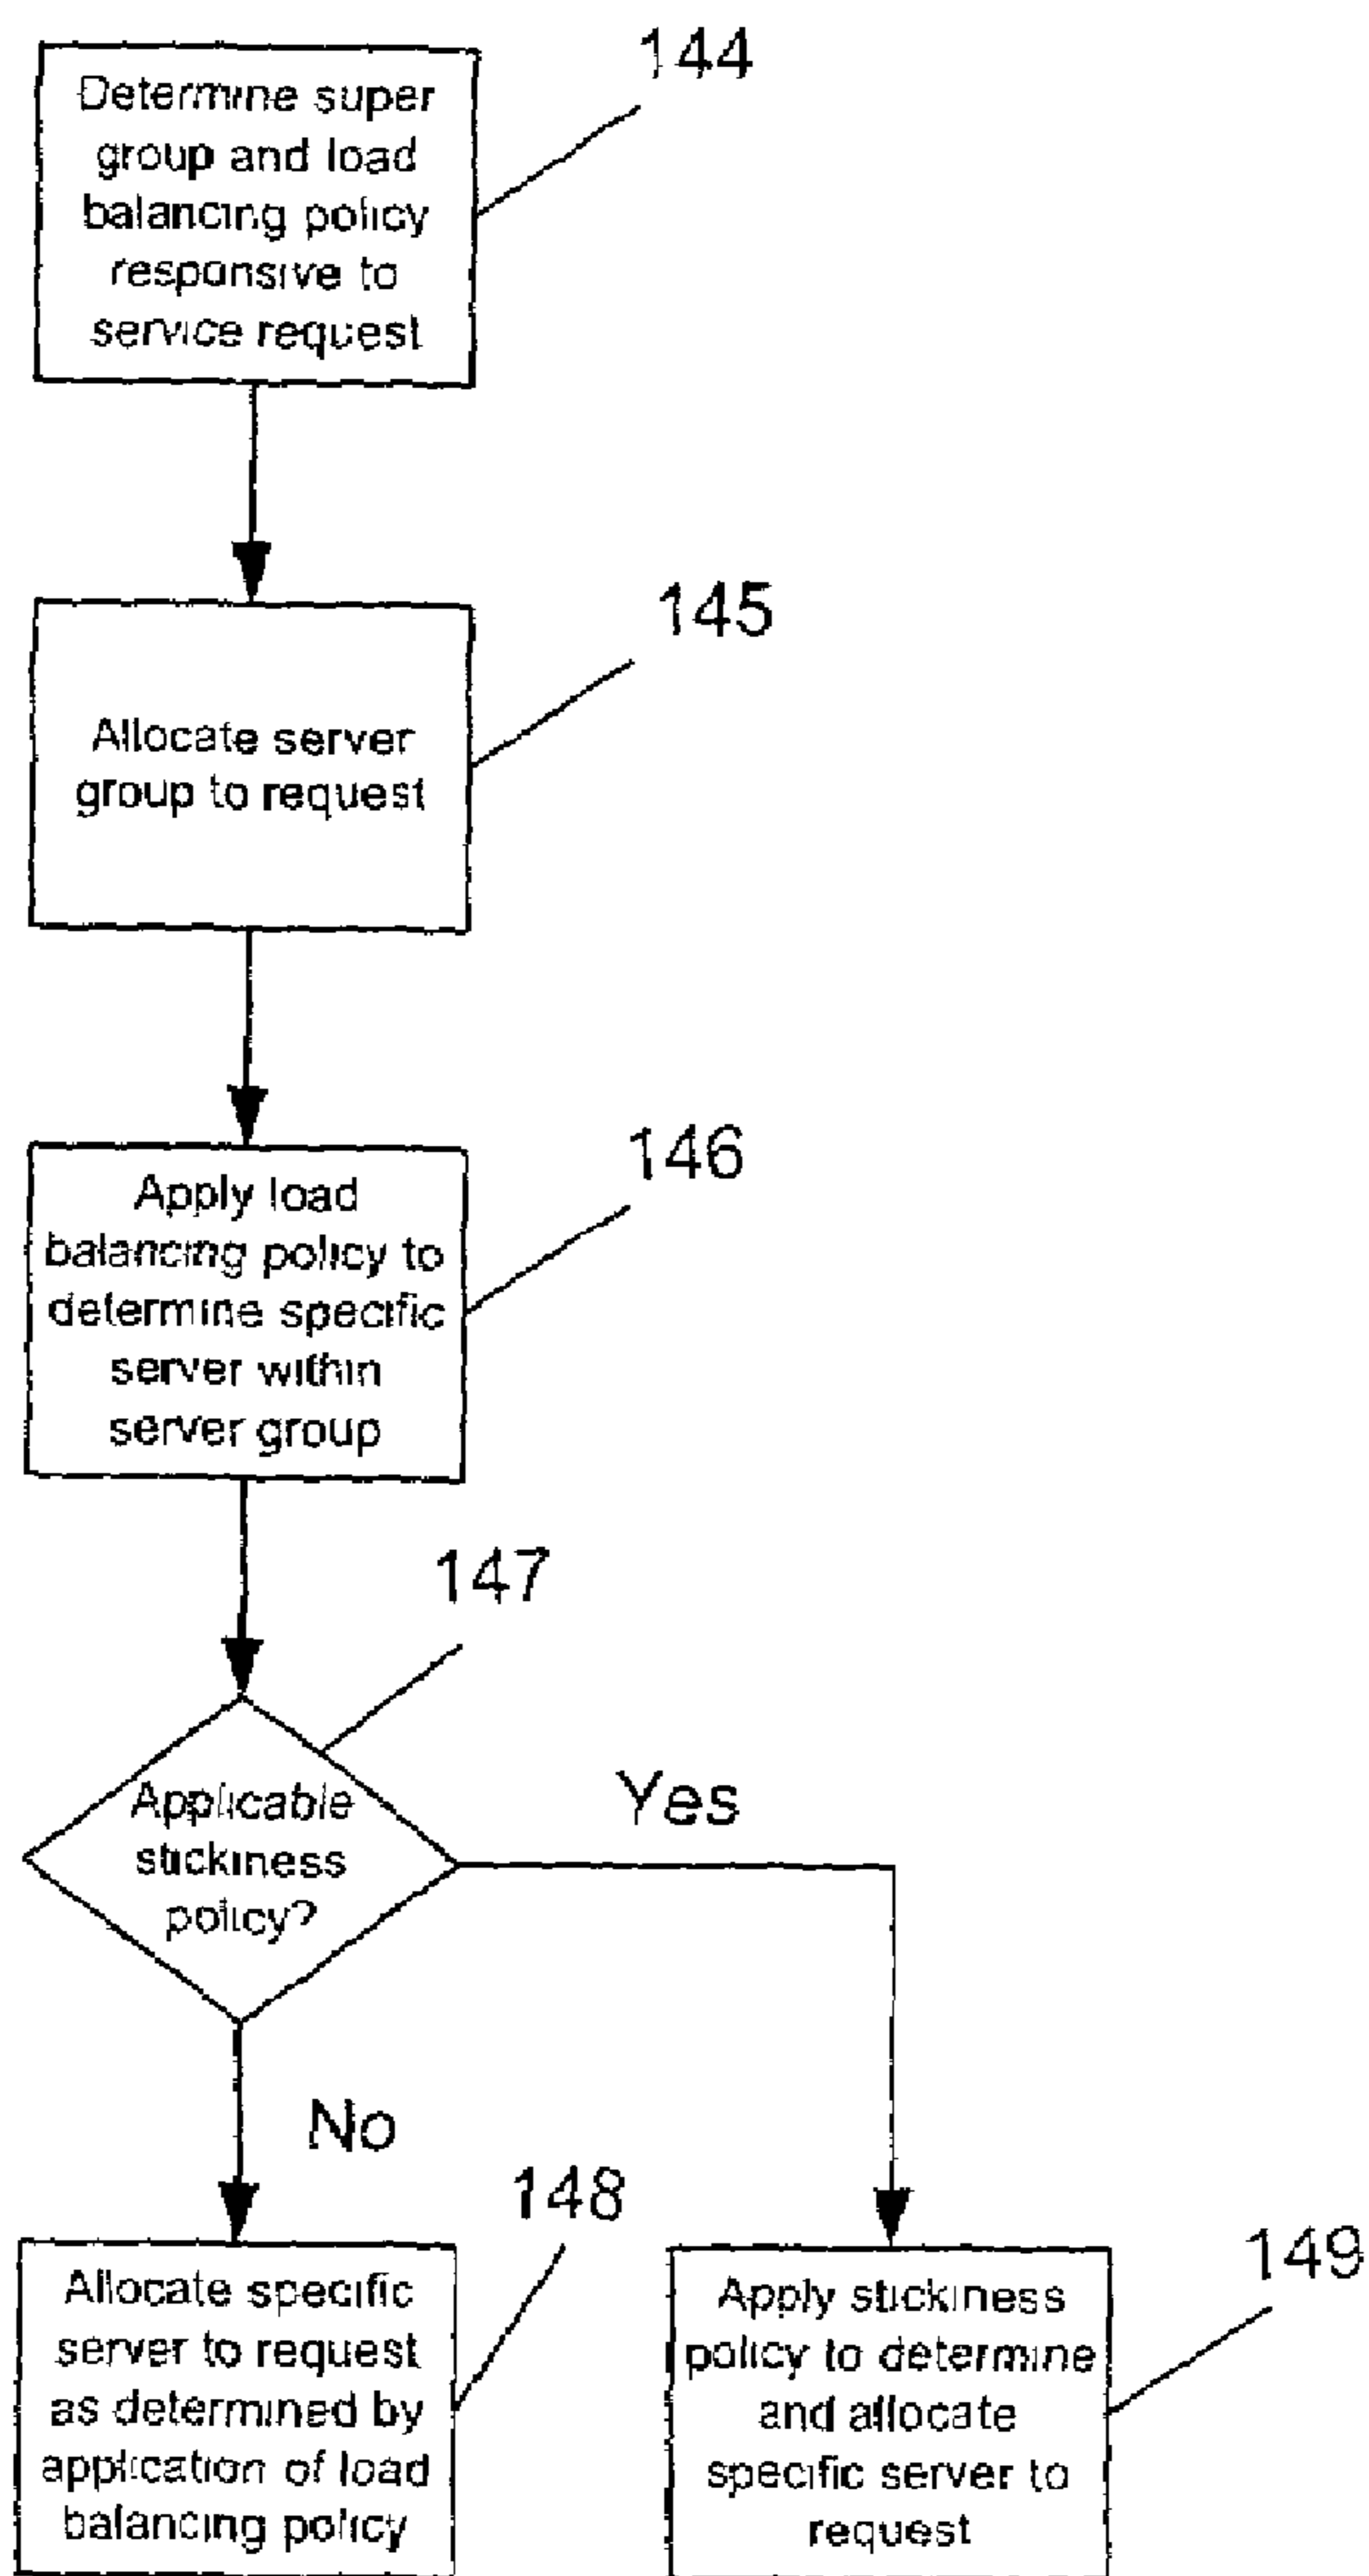 144
Determine super
group and load
balancing policy
responsive to
service request
145
Allocate server
group to request
146
Apply load
balancing policy to
determine specific
server within
server group
147
Applicable
stickiness
policy?
Yes
No
148
Allocate specific
server to request
as determined by
application of load
balancing policy
149
Apply stickiness
policy to determine
and allocate
specific server to
request